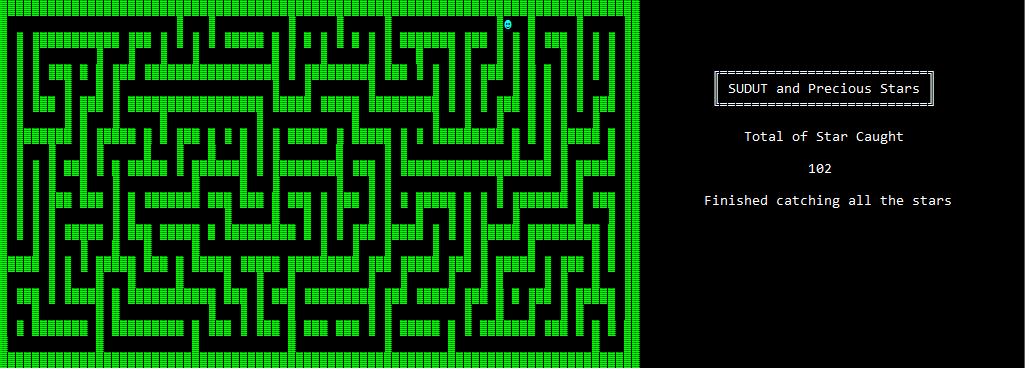 SUDUT and Precious Stars
Total of Star Caught
102
Finished catching all the stars